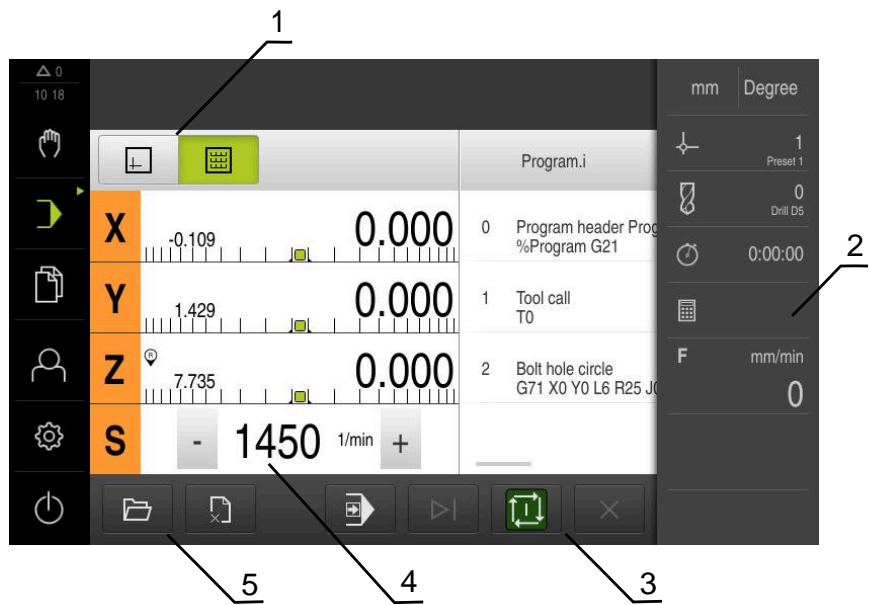 1
0
10 18
mm Degree
Program.i
1
Preset 1
0
Drill D5
0:00:00
2
X -0.109 0.000
0 Program header Prog
%Program G21
Y 1.429 0.000
1 Tool call
T0
Z R 7.735 0.000
2 Bolt hole circle
G71 X0 Y0 L6 R25 J0
F mm/min
0
S - 1450 1/min +
5 4 3